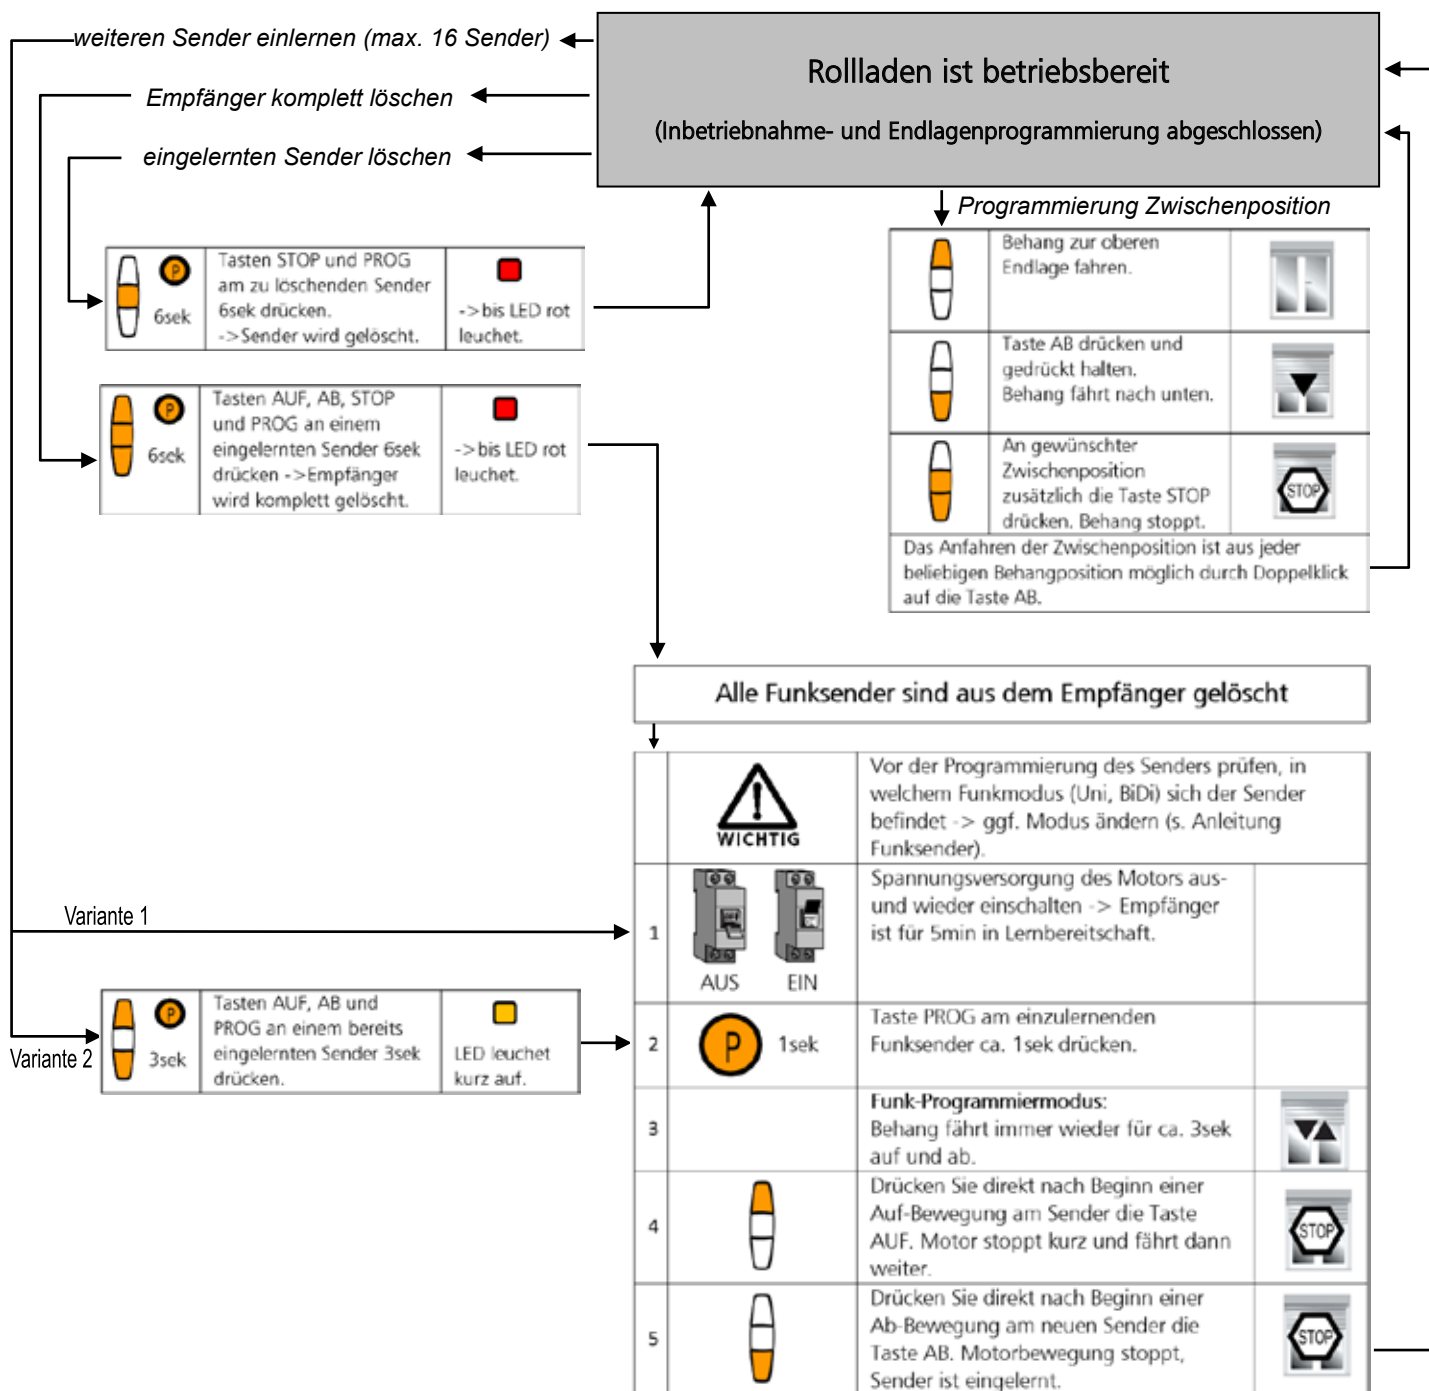 weiteren Sender einlernen (max. 16 Sender)
Empfänger komplett löschen
eingelernten Sender löschen
Rollladen ist betriebsbereit
(Inbetriebnahme- und Endlagenprogrammierung abgeschlossen)
Programmierung Zwischenposition
P
6sek
Tasten STOP und PROG
am zu löschenden Sender
6sek drücken.
->Sender wird gelöscht.
->bis LED rot
leuchet.
P
6sek
Tasten AUF, AB, STOP
und PROG an einem
eingelernten Sender 6sek
drücken ->Empfänger
wird komplett gelöscht.
->bis LED rot
leuchet.
Behang zur oberen
Endlage fahren.
Taste AB drücken und
gedrückt halten.
Behang fährt nach unten.
An gewünschter
Zwischenposition
zusätzlich die Taste STOP
drücken. Behang stoppt.
STOP
Das Anfahren der Zwischenposition ist aus jeder
beliebigen Behangposition möglich durch Doppelklick
auf die Taste AB.
Alle Funksender sind aus dem Empfänger gelöscht
WICHTIG
Vor der Programmierung des Senders prüfen, in
welchem Funkmodus (Uni, BiDi) sich der Sender
befindet -> ggf. Modus ändern (s. Anleitung
Funksender).
Variante 1
1
AUS EIN
Spannungsversorgung des Motors aus-
und wieder einschalten -> Empfänger
ist für 5min in Lernbereitschaft.
Variante 2
P
3sek
Tasten AUF, AB und
PROG an einem bereits
eingelernten Sender 3sek
drücken.
LED leuchet
kurz auf.
2
P
1sek
Taste PROG am einzulernenden
Funksender ca. 1sek drücken.
3
Funk-Programmiermodus:
Behang fährt immer wieder für ca. 3sek
auf und ab.
4
Drücken Sie direkt nach Beginn einer
Auf-Bewegung am Sender die Taste
AUF. Motor stoppt kurz und fährt dann
weiter.
STOP
5
Drücken Sie direkt nach Beginn einer
Ab-Bewegung am neuen Sender die
Taste AB. Motorbewegung stoppt,
Sender ist eingelernt.
STOP